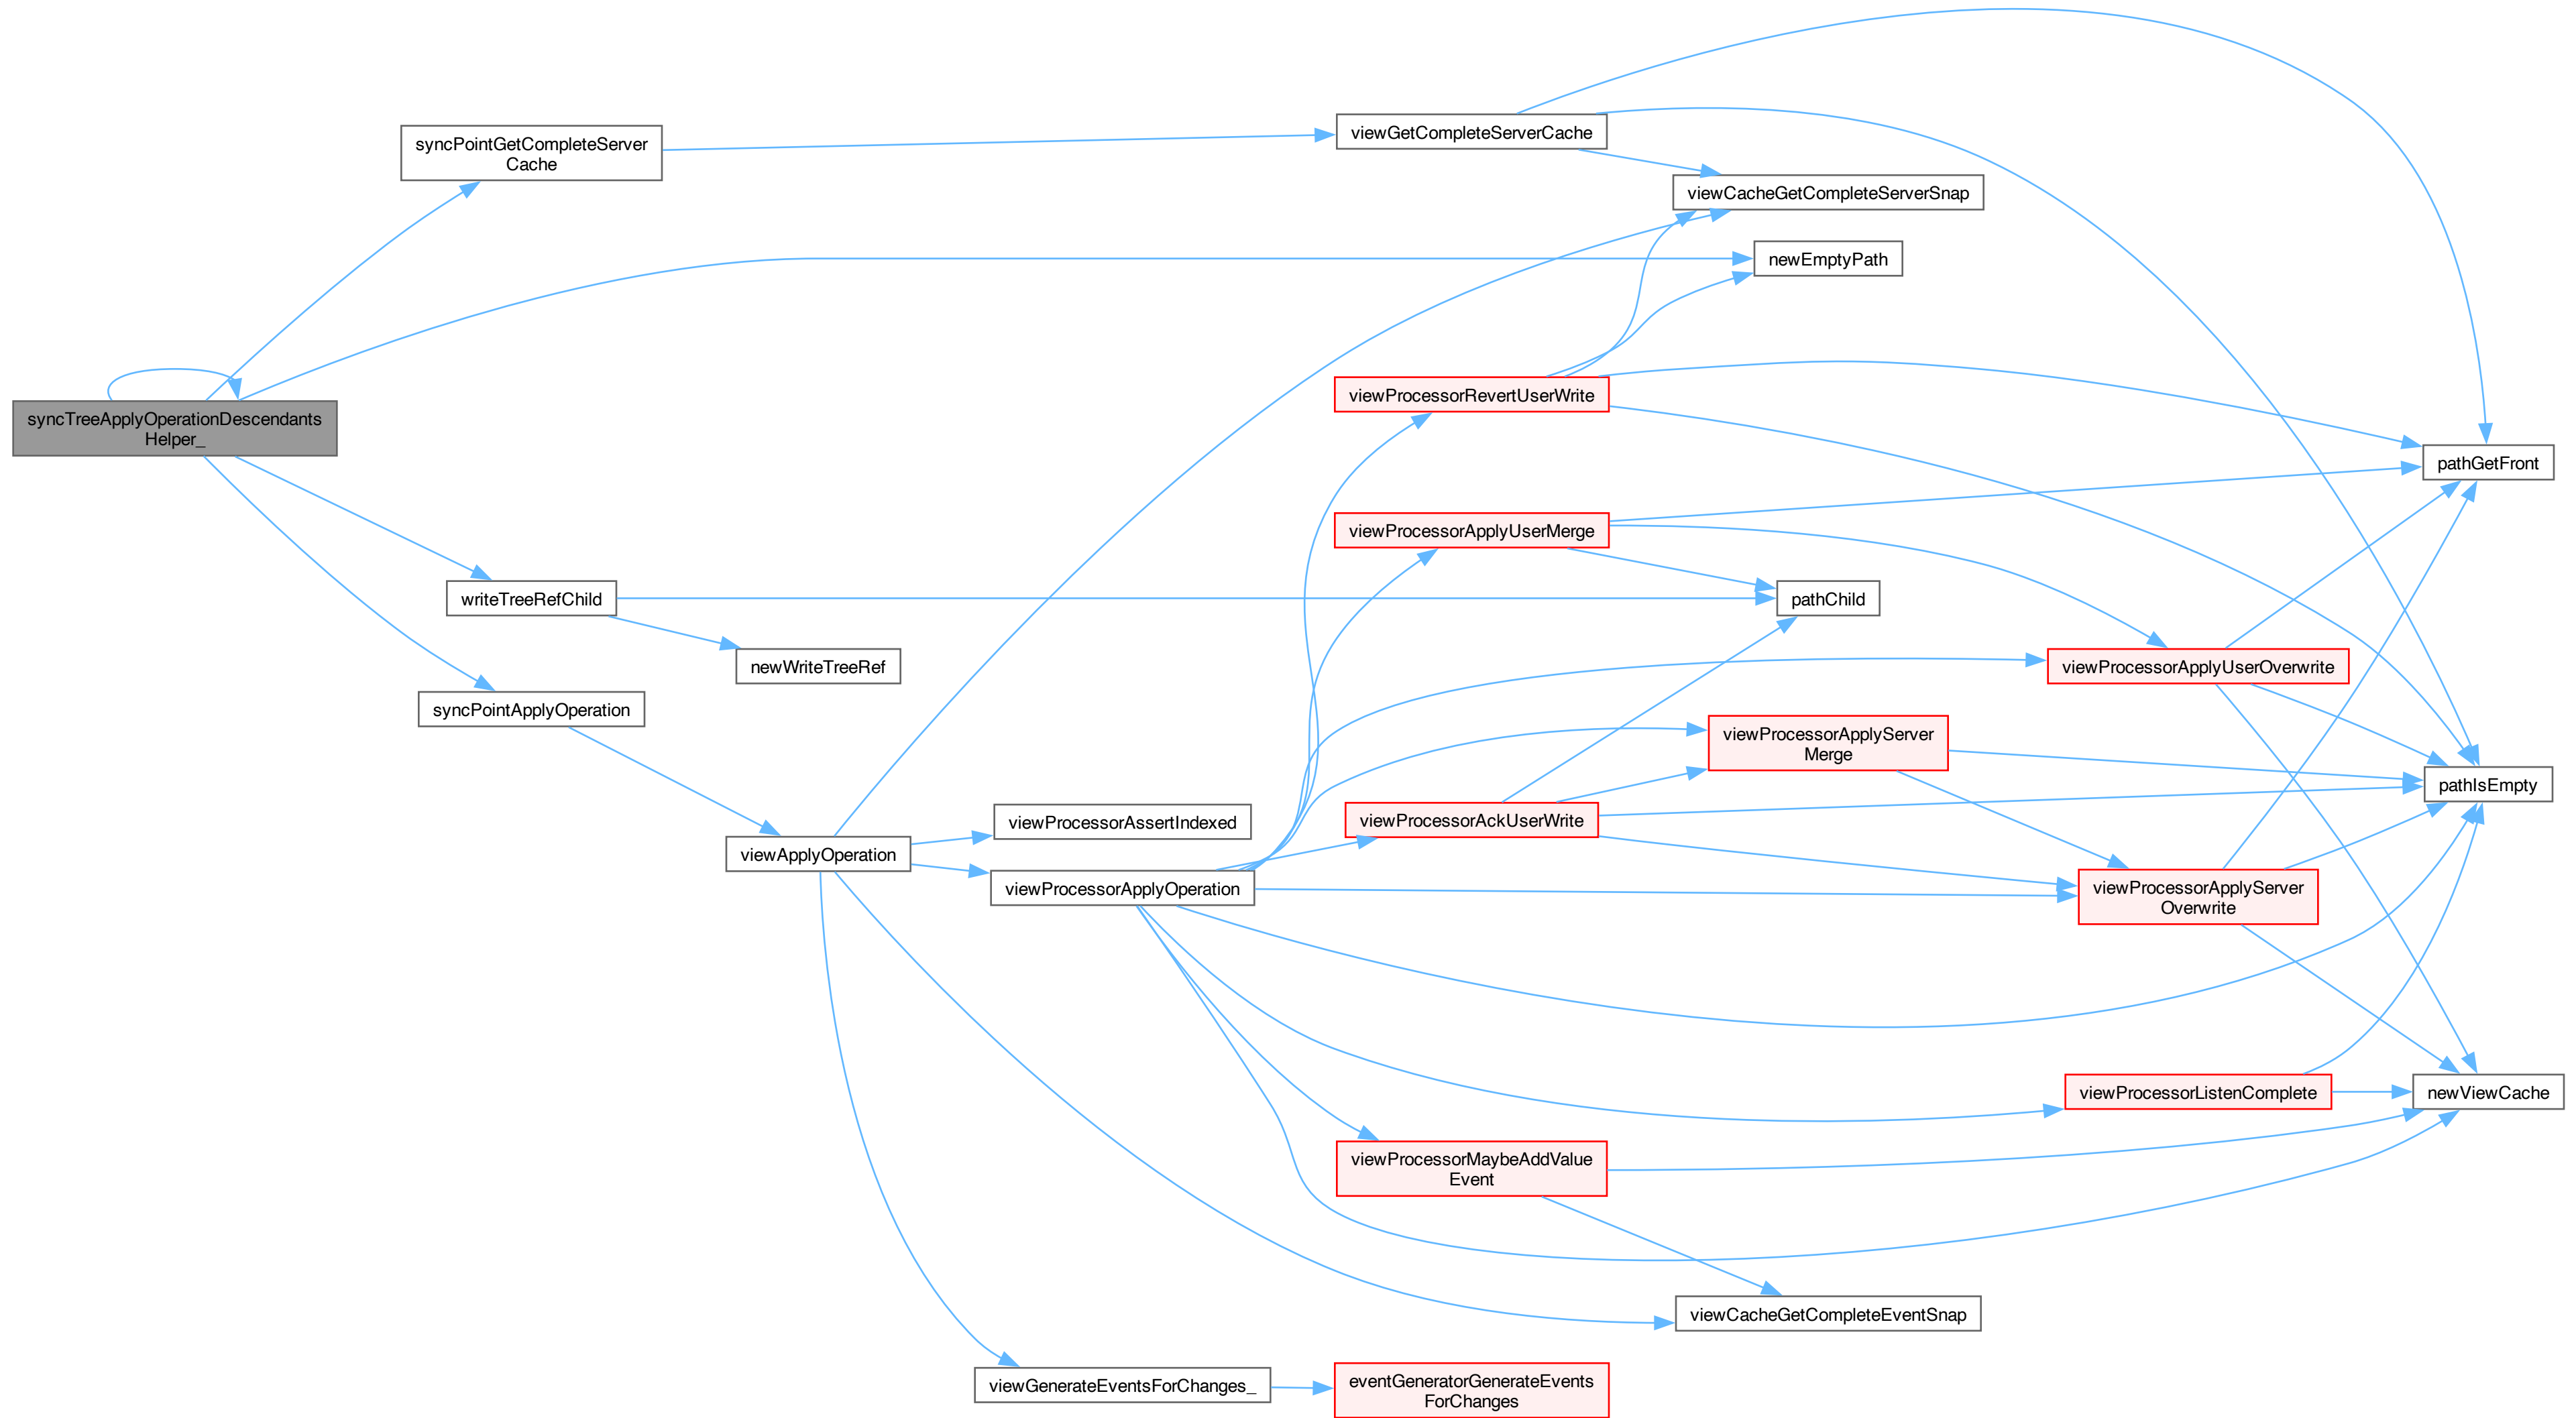 viewGetCompleteServerCache
syncPointGetCompleteServer
Cache
viewCacheGetCompleteServerSnap
newEmptyPath
viewProcessorRevertUserWrite
syncTreeApplyOperationDescendants
Helper_
pathGetFront
viewProcessorApplyUserMerge
writeTreeRefChild
pathChild
newWriteTreeRef
viewProcessorApplyUserOverwrite
syncPointApplyOperation
viewProcessorApplyServer
Merge
pathIsEmpty
viewProcessorAssertIndexed
viewProcessorAckUserWrite
viewApplyOperation
viewProcessorApplyOperation
viewProcessorApplyServer
Overwrite
viewProcessorListenComplete
newViewCache
viewProcessorMaybeAddValue
Event
viewCacheGetCompleteEventSnap
viewGenerateEventsForChanges_
eventGeneratorGenerateEvents
ForChanges